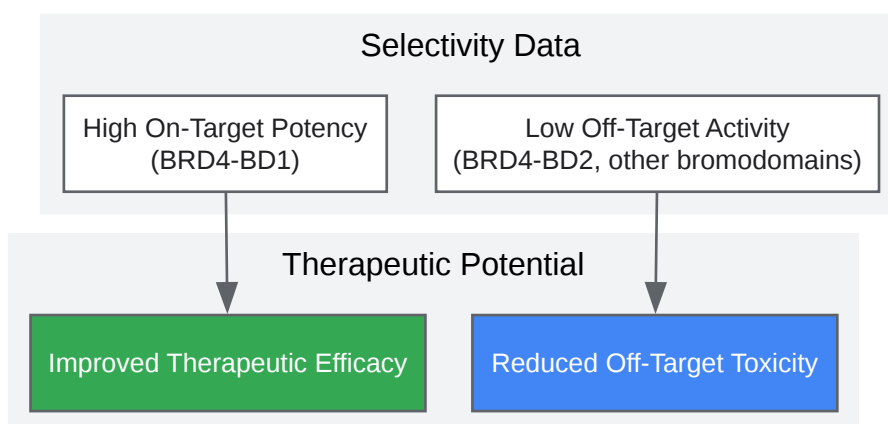 Selectivity Data
High On-Target Potency
(BRD4-BD1)
Low Off-Target Activity
(BRD4-BD2, other bromodomains)
Therapeutic Potential
Improved Therapeutic Efficacy
Reduced Off-Target Toxicity